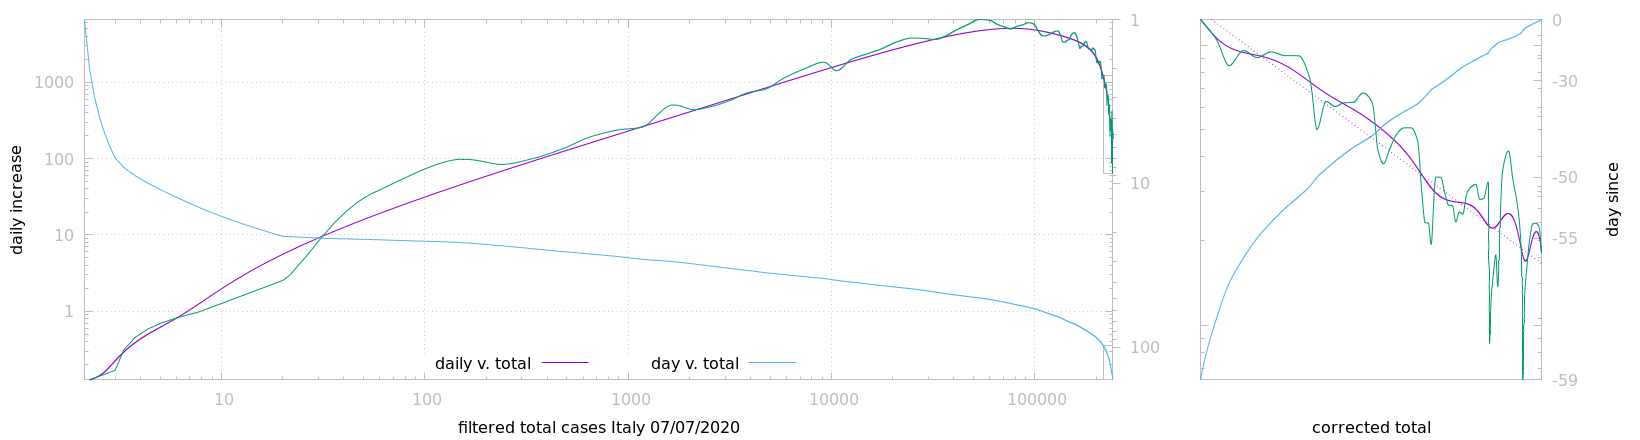 daily increase
1000
100
10
1
10
100
1000
10000
100000
filtered total cases Italy 07/07/2020
daily v. total
day v. total
1
10
100
0
-30
-50
-55
-59
day since
corrected total